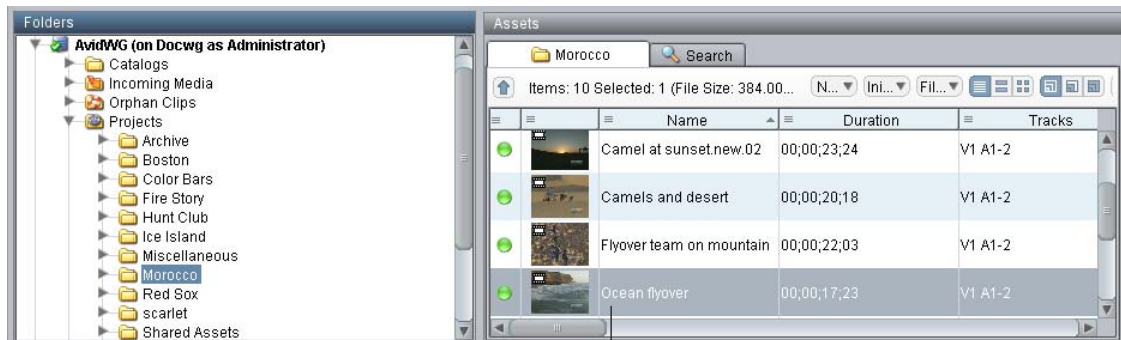 Folders
AvidWG (on Docwg as Administrator)
Catalogs
Incoming Media
Orphan Clips
Projects
Archive
Boston
Color Bars
Fire Story
Hunt Club
Ice Island
Miscellaneous
Morocco
Red Sox
scarlet
Shared Assets
Assets
Morocco Search
Items: 10 Selected: 1 (File Size: 384.00... N... Ini... Fil...
Name Duration Tracks
Camel at sunset.new.02 00;00;23;24 V1 A1-2
Camels and desert 00;00;20;18 V1 A1-2
Flyover team on mountain 00;00;22;03 V1 A1-2
Ocean flyover 00;00;17;23 V1 A1-2